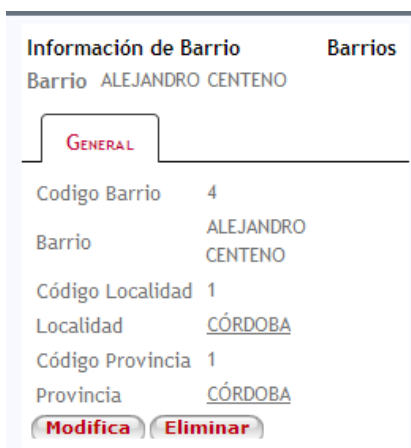 Información de Barrio Barrios
Barrio ALEJANDRO CENTENO
GENERAL
Codigo Barrio 4
Barrio ALEJANDRO
CENTENO
Código Localidad 1
Localidad CÓRDOBA
Código Provincia 1
Provincia CÓRDOBA
Modifica Eliminar